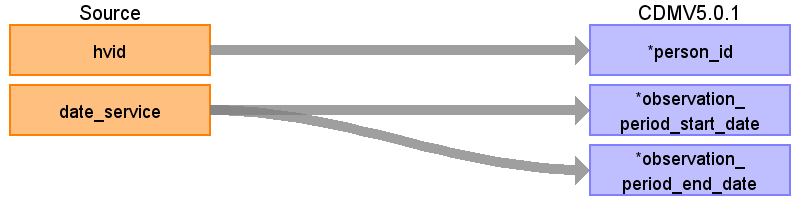 Source
CDMV5.0.1
hvid
*person_id
date_service
*observation_
period_start_date
*observation_
period_end_date